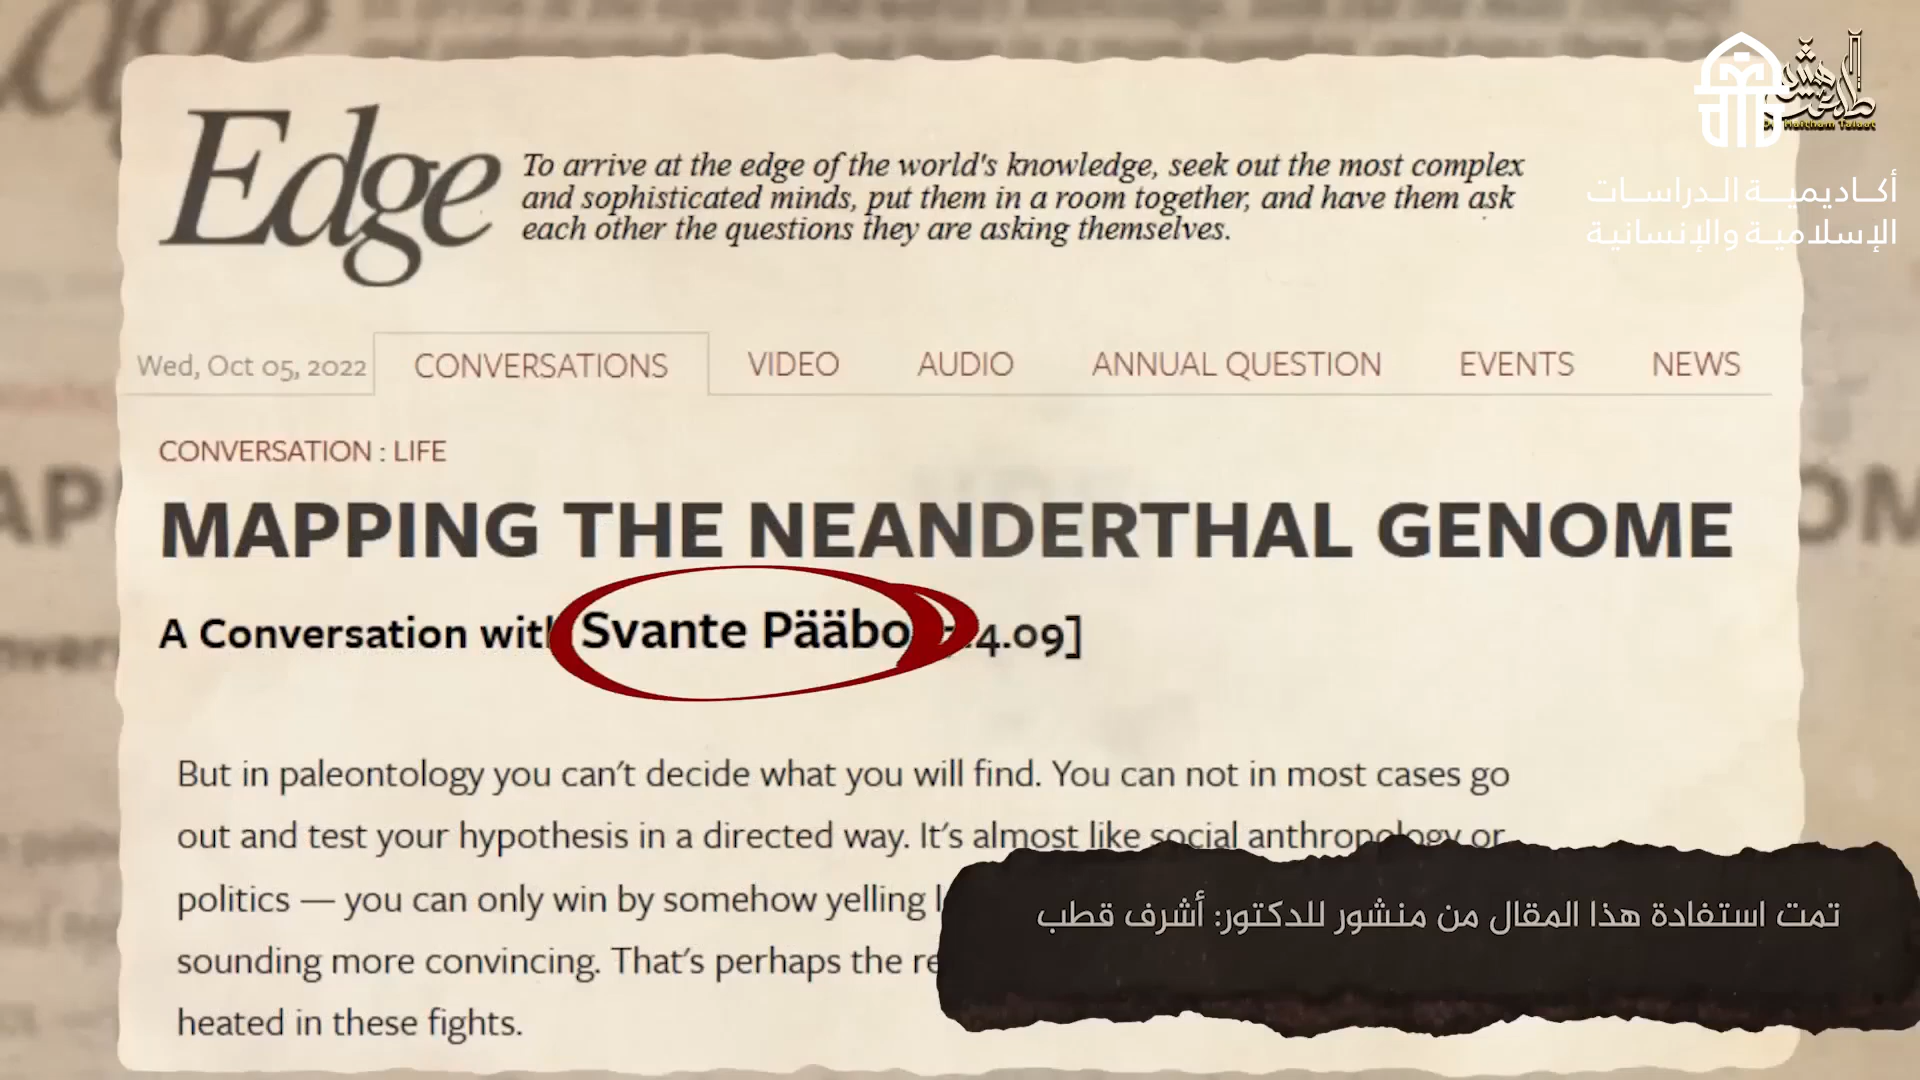 Edge
To arrive at the edge of the world's knowledge, seek out the most complex
and sophisticated minds, put them in a room together, and have them ask
each other the questions they are asking themselves.
أكاديمية الدراسات
الإسلامية والإنسانية
Wed, Oct 05, 2022 CONVERSATIONS VIDEO AUDIO ANNUAL QUESTION EVENTS NEWS
CONVERSATION : LIFE
MAPPING THE NEANDERTHAL GENOME
A Conversation with Svante Pääbo 4.09]
But in paleontology you can't decide what you will find. You can not in most cases go
out and test your hypothesis in a directed way. It's almost like social anthropology or
politics — you can only win by somehow yelling
sounding more convincing. That's perhaps the
heated in these fights.
تمت استفادة هذا المقال من منشور للدكتور: أشرف قطب